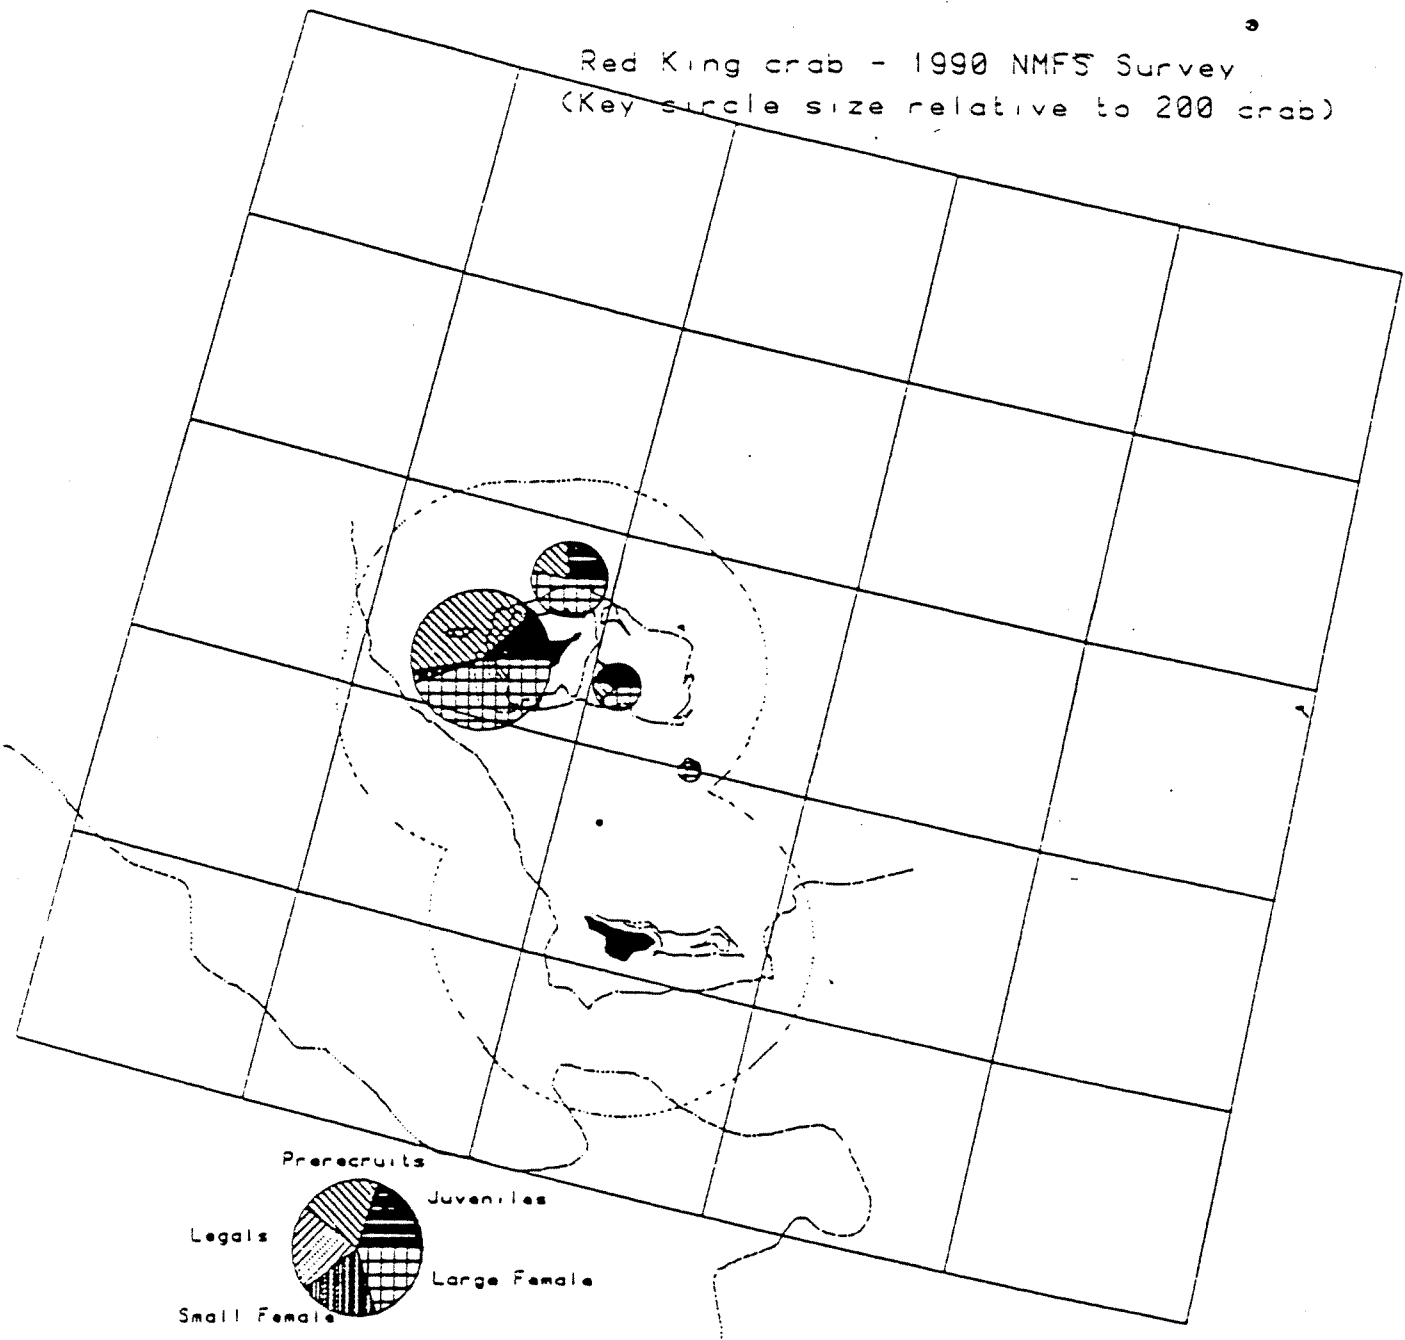 Red King crab - 1990 NMFS Survey
(Key sircle size relative to 200 crab)
Prerecruits
Juveniles
Legals
Large Female
Small Female